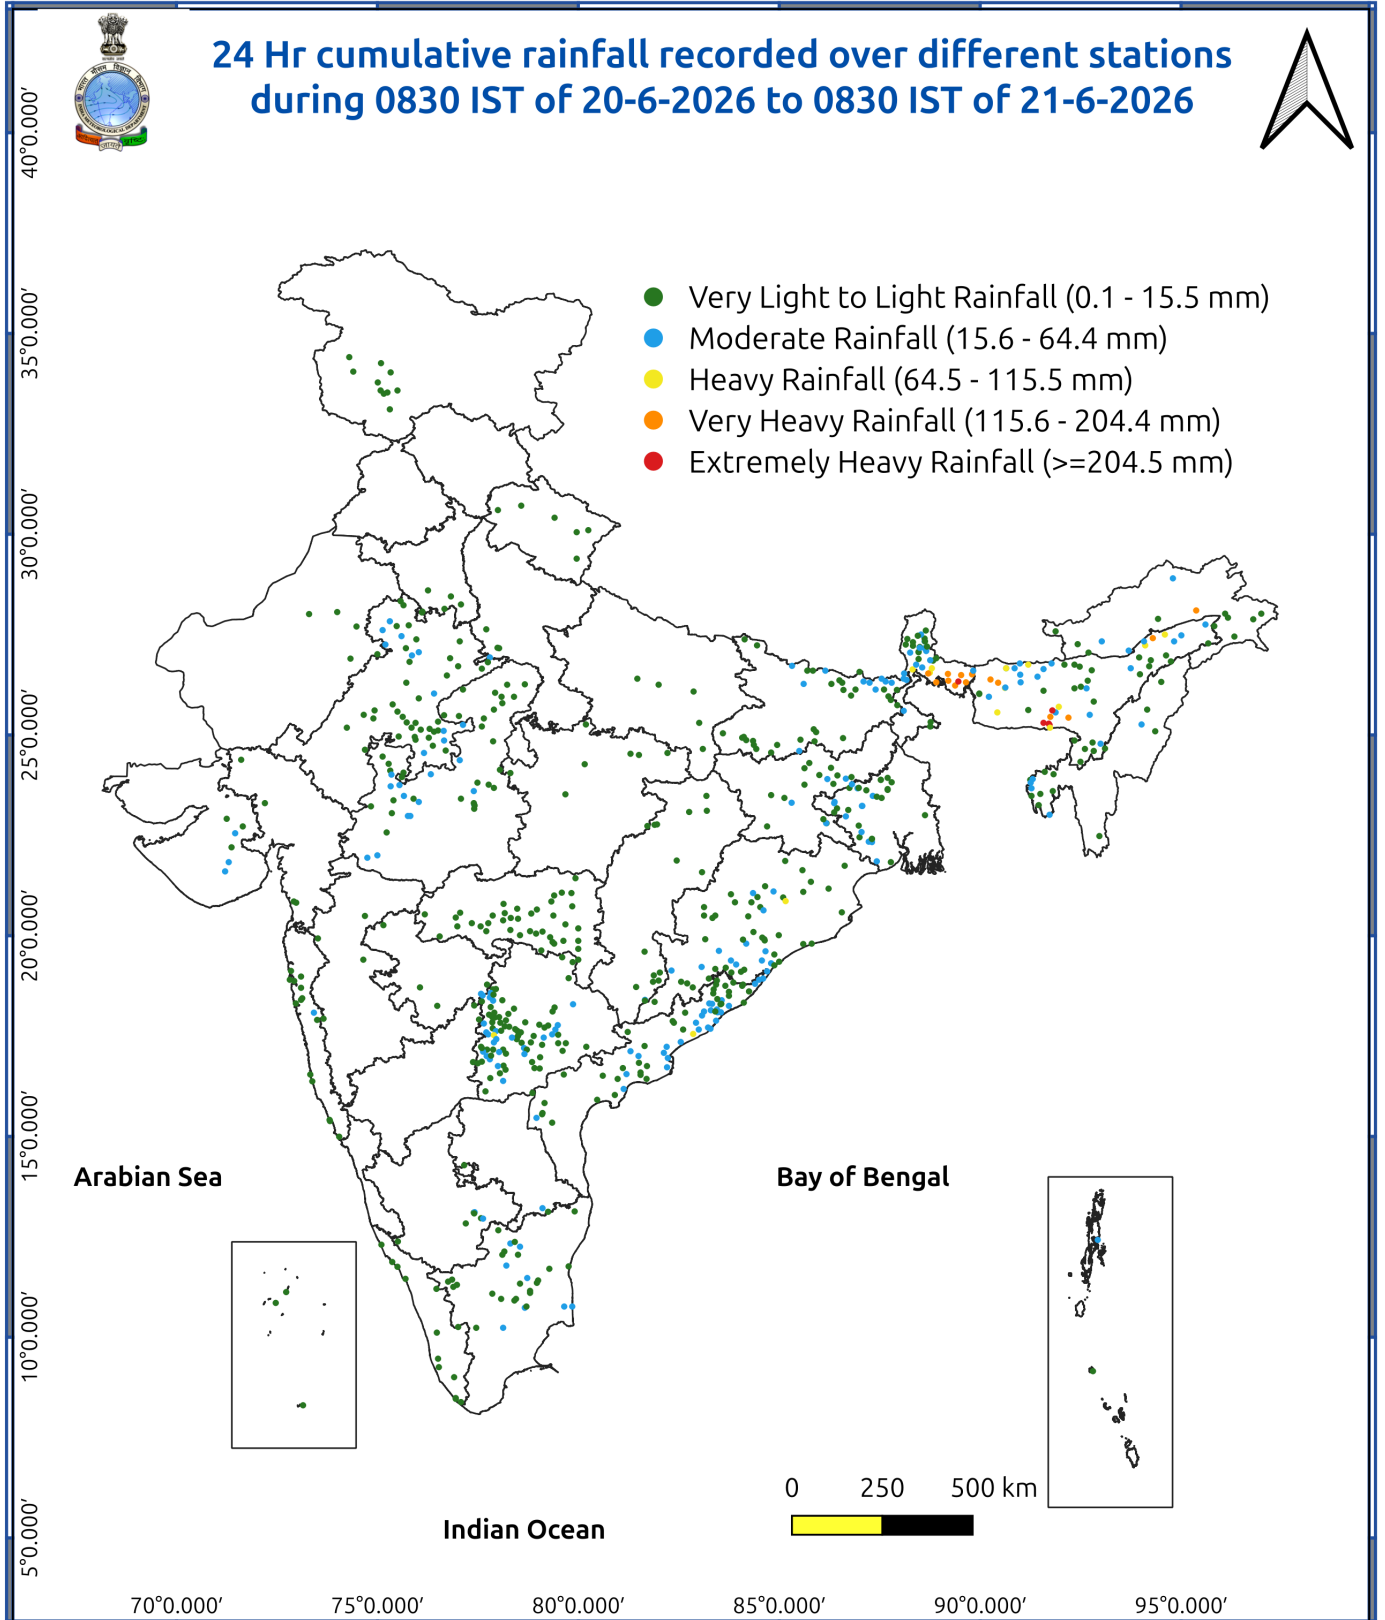 24 Hr cumulative rainfall recorded over different stations
during 0830 IST of 20-6-2026 to 0830 IST of 21-6-2026
Very Light to Light Rainfall (0.1 - 15.5 mm)
Moderate Rainfall (15.6 - 64.4 mm)
Heavy Rainfall (64.5 - 115.5 mm)
Very Heavy Rainfall (115.6 - 204.4 mm)
Extremely Heavy Rainfall (>=204.5 mm)
40°0.000′
35°0.000′
30°0.000′
25°0.000′
20°0.000′
15°0.000′
10°0.000′
5°0.000′
Arabian Sea
Bay of Bengal
Indian Ocean
0 250 500 km
70°0.000′ 75°0.000′ 80°0.000′ 85°0.000′ 90°0.000′ 95°0.000′